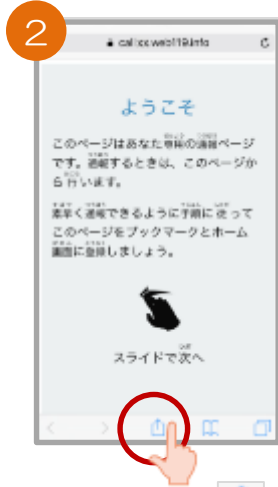 2
ようこそ
このページはあなた専用の通報ページ
です。通報するときは、このページか
ら行います。
素早く通報できるように手順に従って
このページをブックマークとホーム
画面に登録しましょう。
スライドで次へ